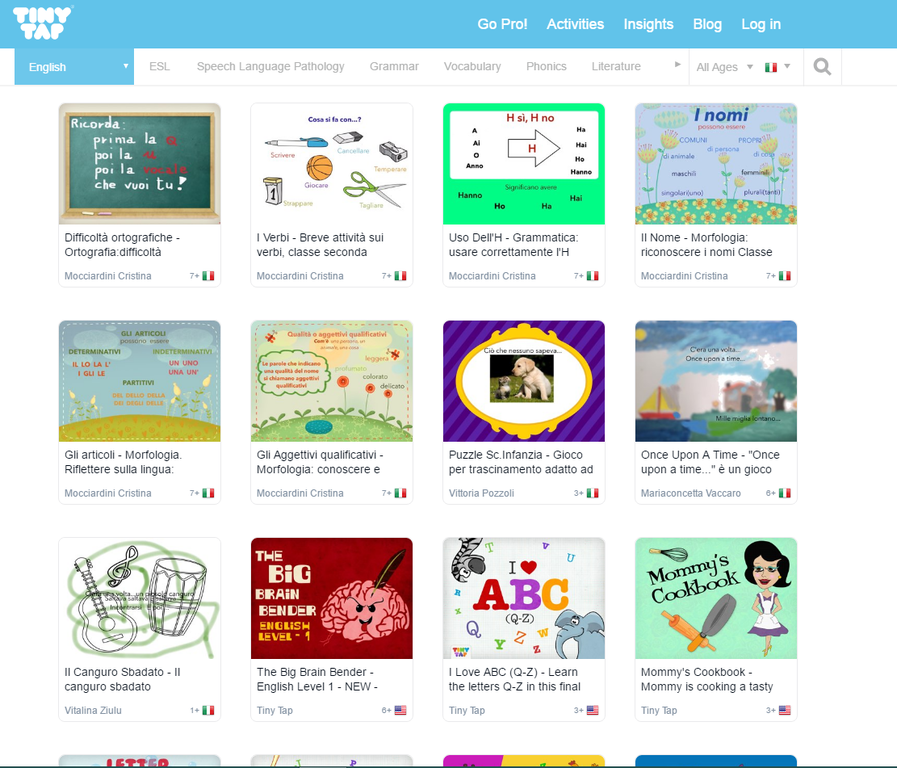 TINY
TAP
Go Pro! Activities Insights Blog Log in
English ESL Speech Language Pathology Grammar Vocabulary Phonics Literature All Ages
Ricorda:
prima la Q
poi la u
poi la vocale
che vuoi tu!
Difficoltà ortografiche -
Ortografia:difficoltà
Mocciardini Cristina 7+
Cosa si fa con...?
Scrivere
Cancellare
Temperare
Giocare
Strappare
Tagliare
I Verbi - Breve attività sui
verbi, classe seconda
Mocciardini Cristina 7+
H sì, H no
A Ha
Ai H Hai
O Ho
Anno Hanno
Significano avere
Hanno Hai
Ho Ha
Uso Dell'H - Grammatica:
usare correttamente l'H
Mocciardini Cristina 7+
I nomi
possono essere
COMUNI PROPRI
di persona
di animale di cosa
maschili femminili
singolari(uno) plurali(tanti)
Il Nome - Morfologia:
riconoscere i nomi Classe
Mocciardini Cristina 7+
GLI ARTICOLI
possono essere
DETERMINATIVI INDETERMINATIVI
IL LO LA L' UN UNO
I GLI LE UNA UN'
PARTITIVI
DEL DELLO DELLA
DEI DEGLI DELLE
Gli articoli - Morfologia.
Riflettere sulla lingua:
Mocciardini Cristina 7+
Qualità o aggettivi qualificativi
Com'è una persona, un
animale, una cosa
Le parole che indicano
una qualità del nome
si chiamano aggettivi
qualificativi
leggera
profumato
colorato
delicato
Gli Aggettivi qualificativi -
Morfologia: conoscere e
Mocciardini Cristina 7+
Ciò che nessuno sapeva...
Puzzle Sc.Infanzia - Gioco
per trascinamento adatto ad
Vittoria Pozzoli 3+
C'era una volta...
Once upon a time...
Mille miglia lontano...
Once Upon A Time - "Once
upon a time..." è un gioco
Mariaconcetta Vaccaro 6+
Il Canguro Sbadato - Il
canguro sbadato
Vitalina Ziulu 1+
THE
BIG
BRAIN
BENDER
ENGLISH
LEVEL - 1
The Big Brain Bender -
English Level 1 - NEW -
Tiny Tap 6+
T V U
I
ABC
(Q-Z)
Q Y Z W
TINY
TAP
I Love ABC (Q-Z) - Learn
the letters Q-Z in this final
Tiny Tap 3+
Mommy's
Cookbook
Mommy's Cookbook -
Mommy is cooking a tasty
Tiny Tap 3+
LETTER